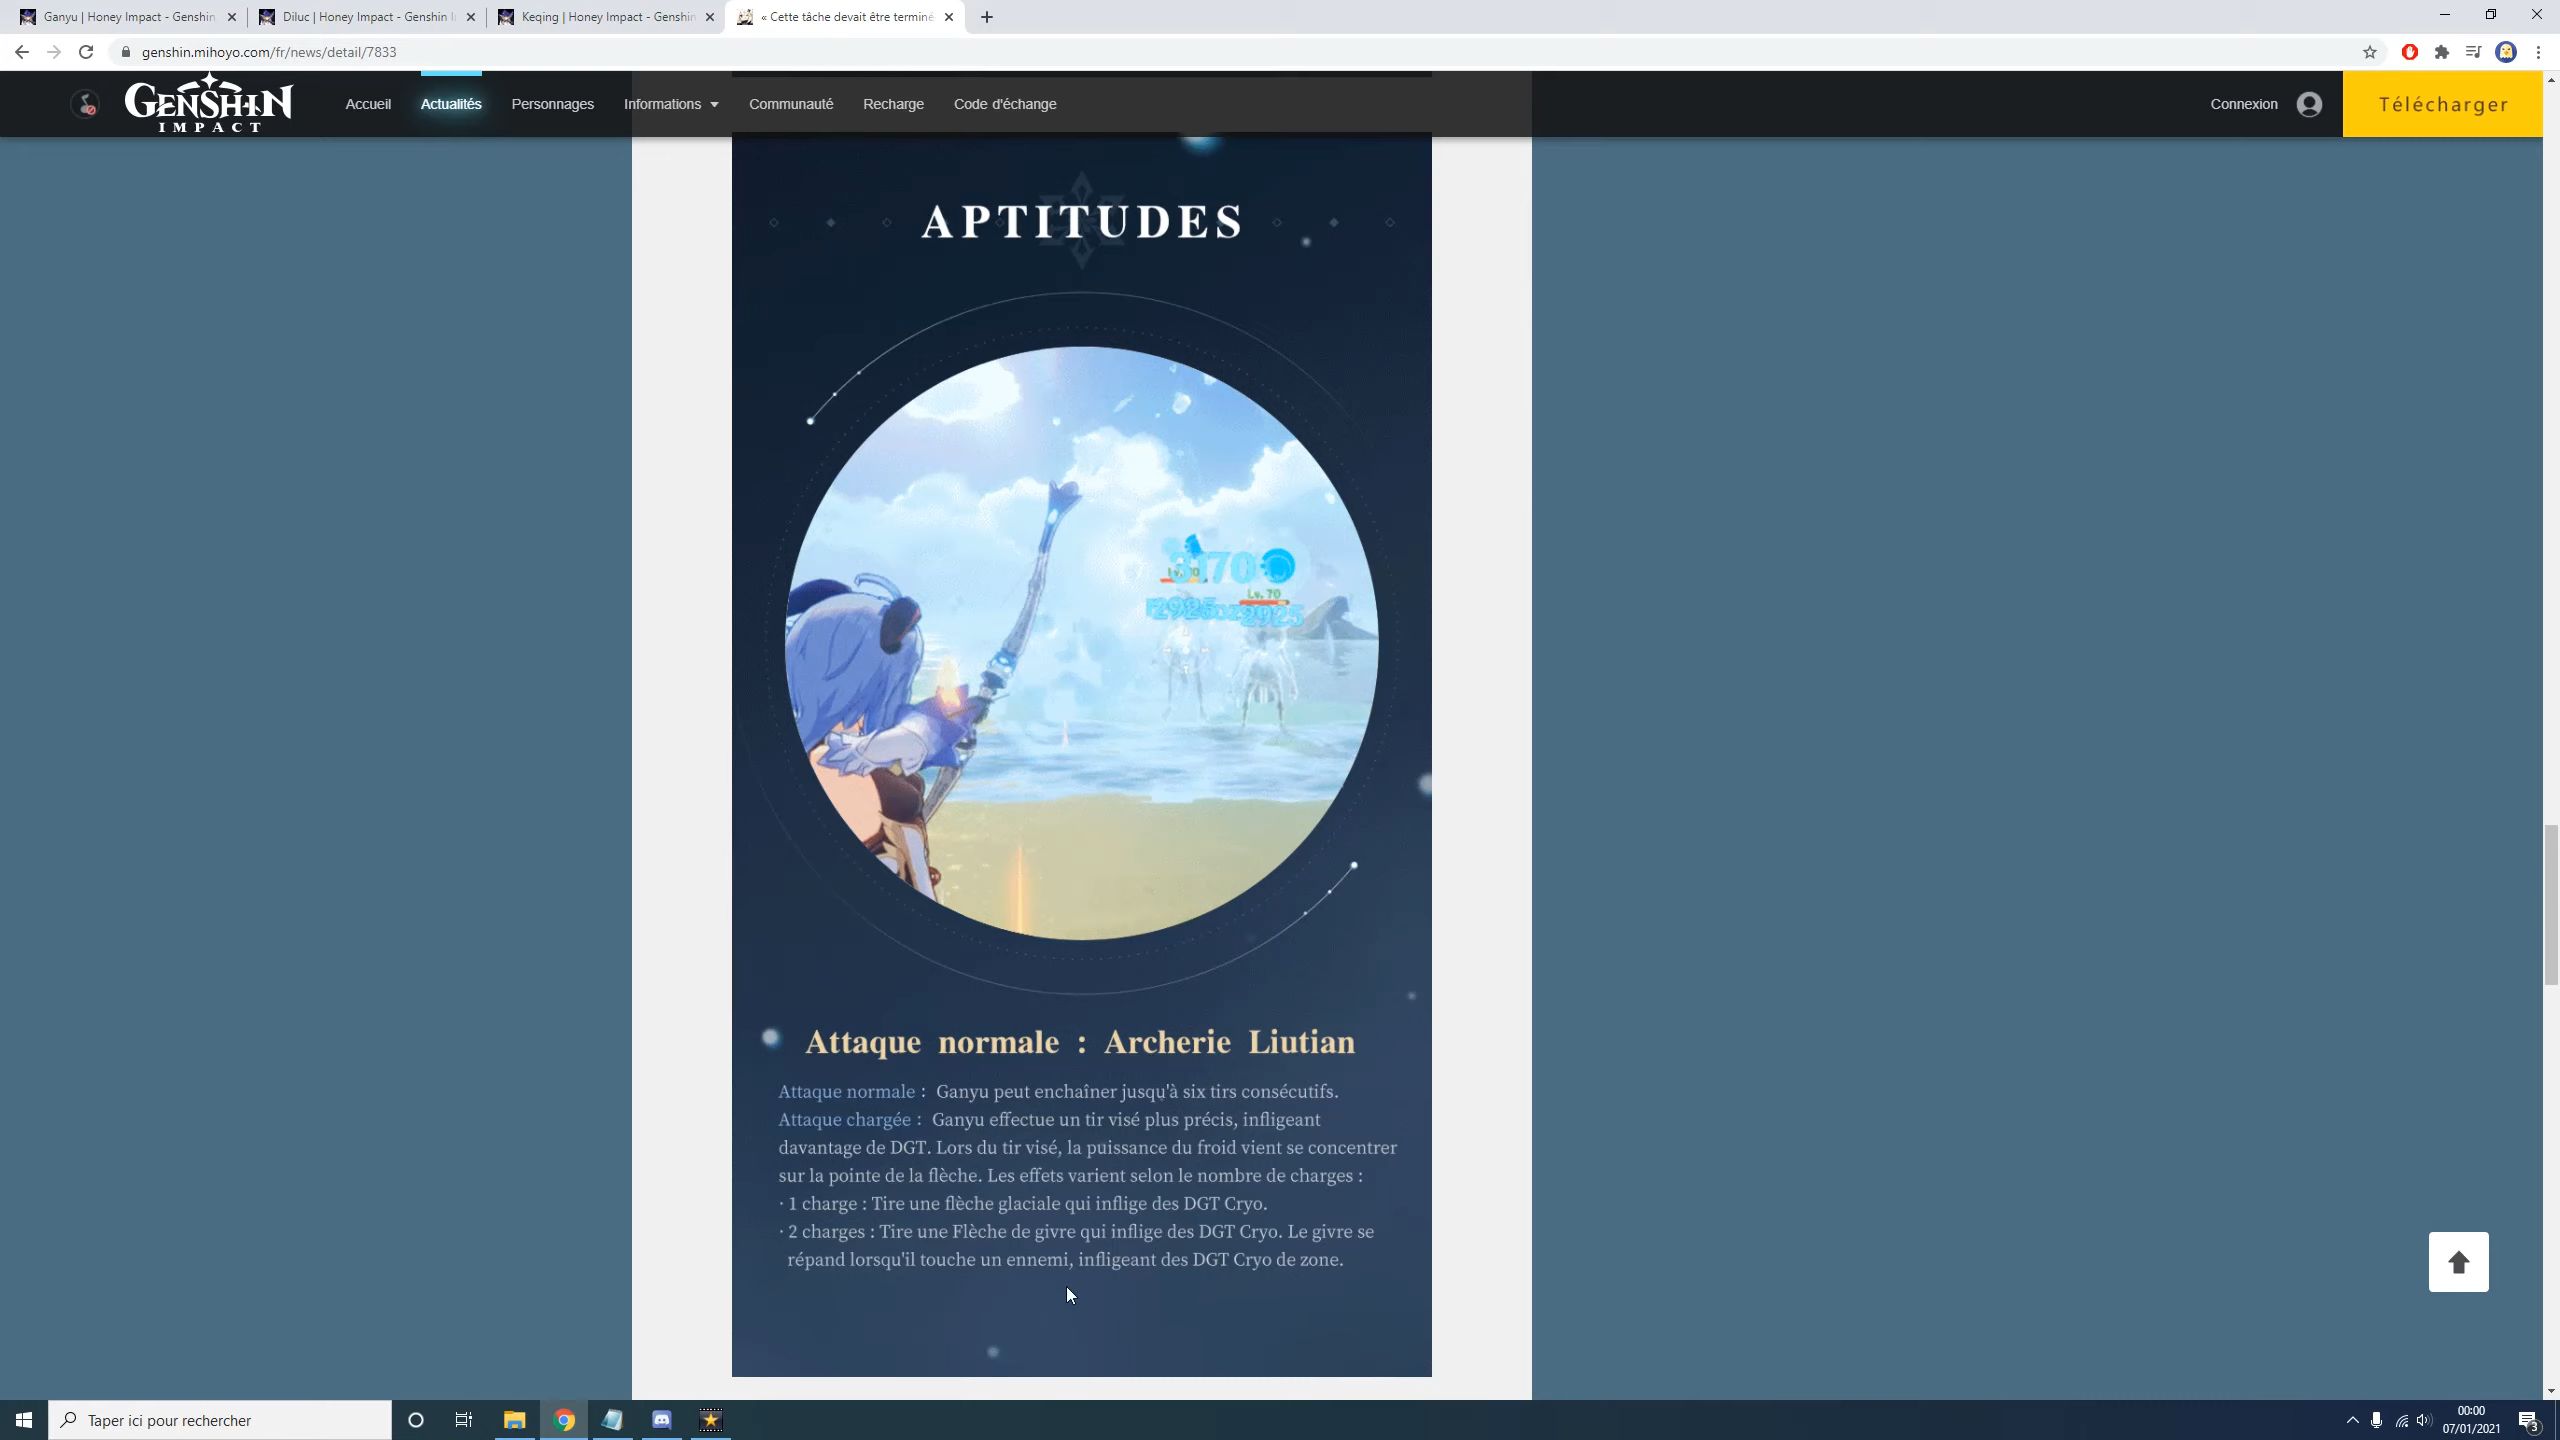 Ganyu | Honey Impact - Genshin
Diluc | Honey Impact - Genshin I
Keqing | Honey Impact - Genshin
« Cette tâche devait être terminé
genshin.mihoyo.com/fr/news/detail/7833
GENSHIN
IMPACT
Accueil
Actualités
Personnages
Informations
Communauté
Recharge
Code d'échange
Connexion
Télécharger
APTITUDES
3170
Lv. 70
2925
2925
Attaque normale : Archerie Liutian
Attaque normale : Ganyu peut enchaîner jusqu'à six tirs consécutifs.
Attaque chargée : Ganyu effectue un tir visé plus précis, infligeant
davantage de DGT. Lors du tir visé, la puissance du froid vient se concentrer
sur la pointe de la flèche. Les effets varient selon le nombre de charges :
· 1 charge : Tire une flèche glaciale qui inflige des DGT Cryo.
· 2 charges : Tire une Flèche de givre qui inflige des DGT Cryo. Le givre se
répand lorsqu'il touche un ennemi, infligeant des DGT Cryo de zone.
Taper ici pour rechercher
00:00
07/01/2021
3